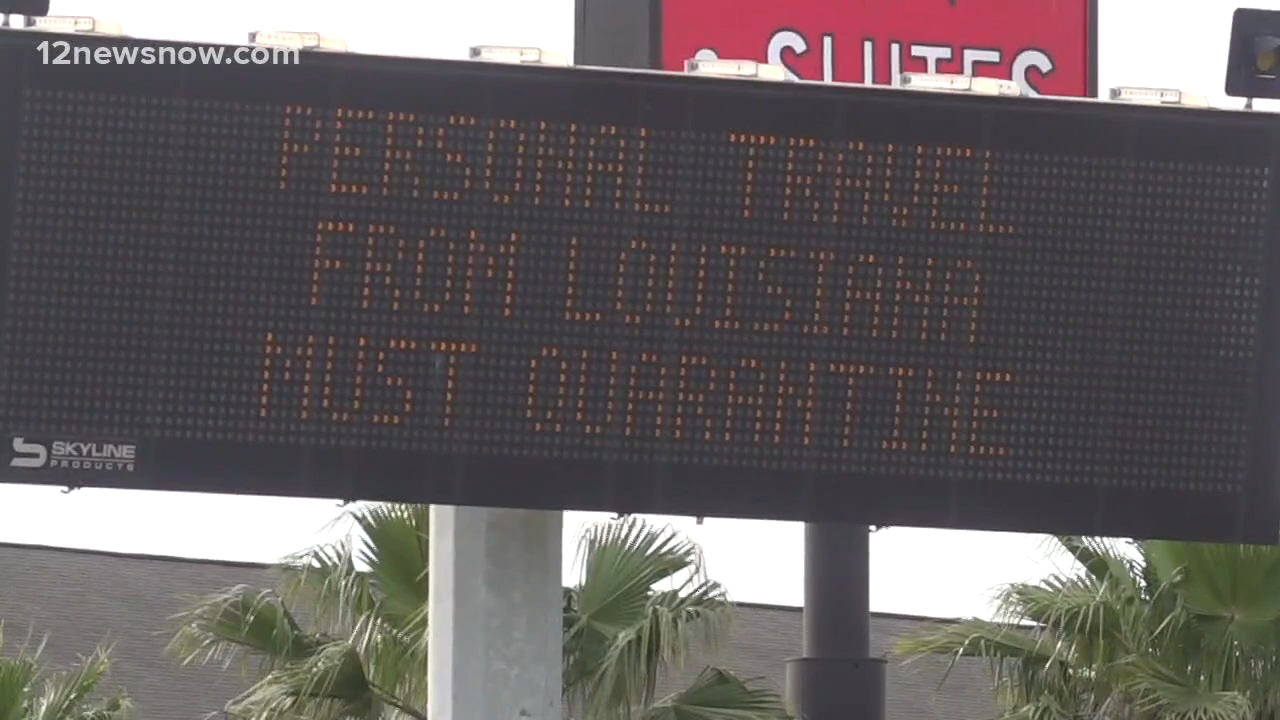 12newsnow.com
SUITES
PERSONAL TRAVEL
FROM LOUISIANA
MUST QUARANTINE
SKYLINE
PRODUCTS